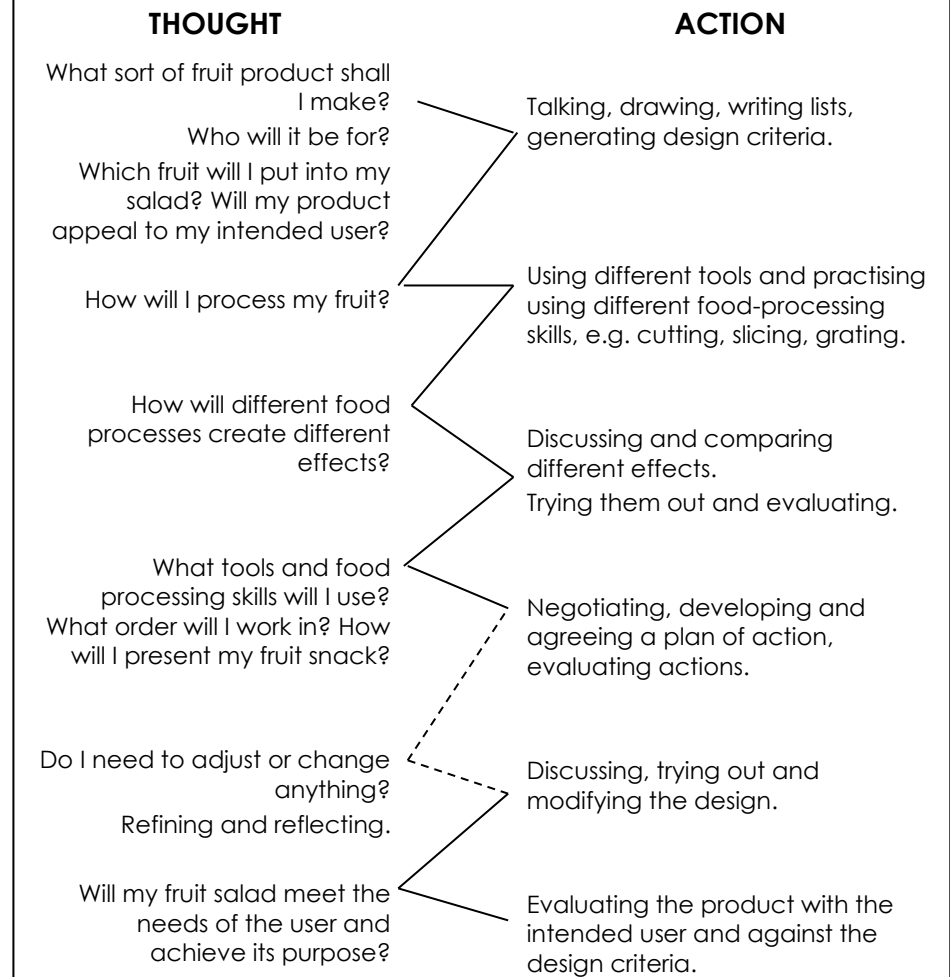 THOUGHT
ACTION
What sort of fruit product shall
I make?
Who will it be for?
Which fruit will I put into my
salad? Will my product
appeal to my intended user?
Talking, drawing, writing lists,
generating design criteria.
How will I process my fruit?
Using different tools and practising
using different food-processing
skills, e.g. cutting, slicing, grating.
How will different food
processes create different
effects?
Discussing and comparing
different effects.
Trying them out and evaluating.
What tools and food
processing skills will I use?
What order will I work in? How
will I present my fruit snack?
Negotiating, developing and
agreeing a plan of action,
evaluating actions.
Do I need to adjust or change
anything?
Refining and reflecting.
Discussing, trying out and
modifying the design.
Will my fruit salad meet the
needs of the user and
achieve its purpose?
Evaluating the product with the
intended user and against the
design criteria.